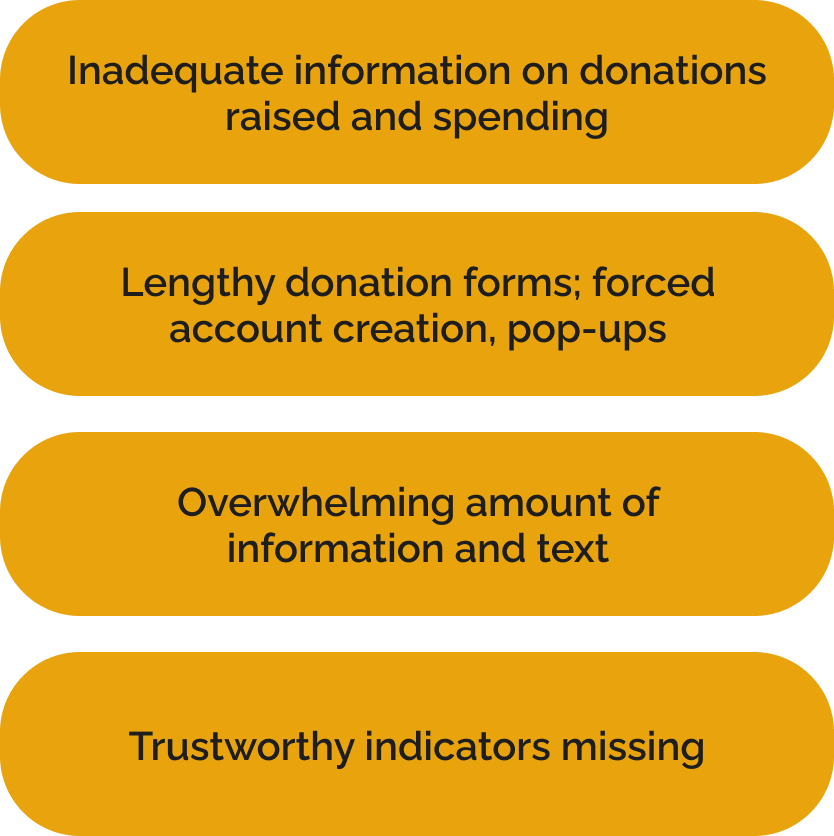 Inadequate information on donations
raised and spending
Lengthy donation forms; forced
account creation, pop-ups
Overwhelming amount of
information and text
Trustworthy indicators missing